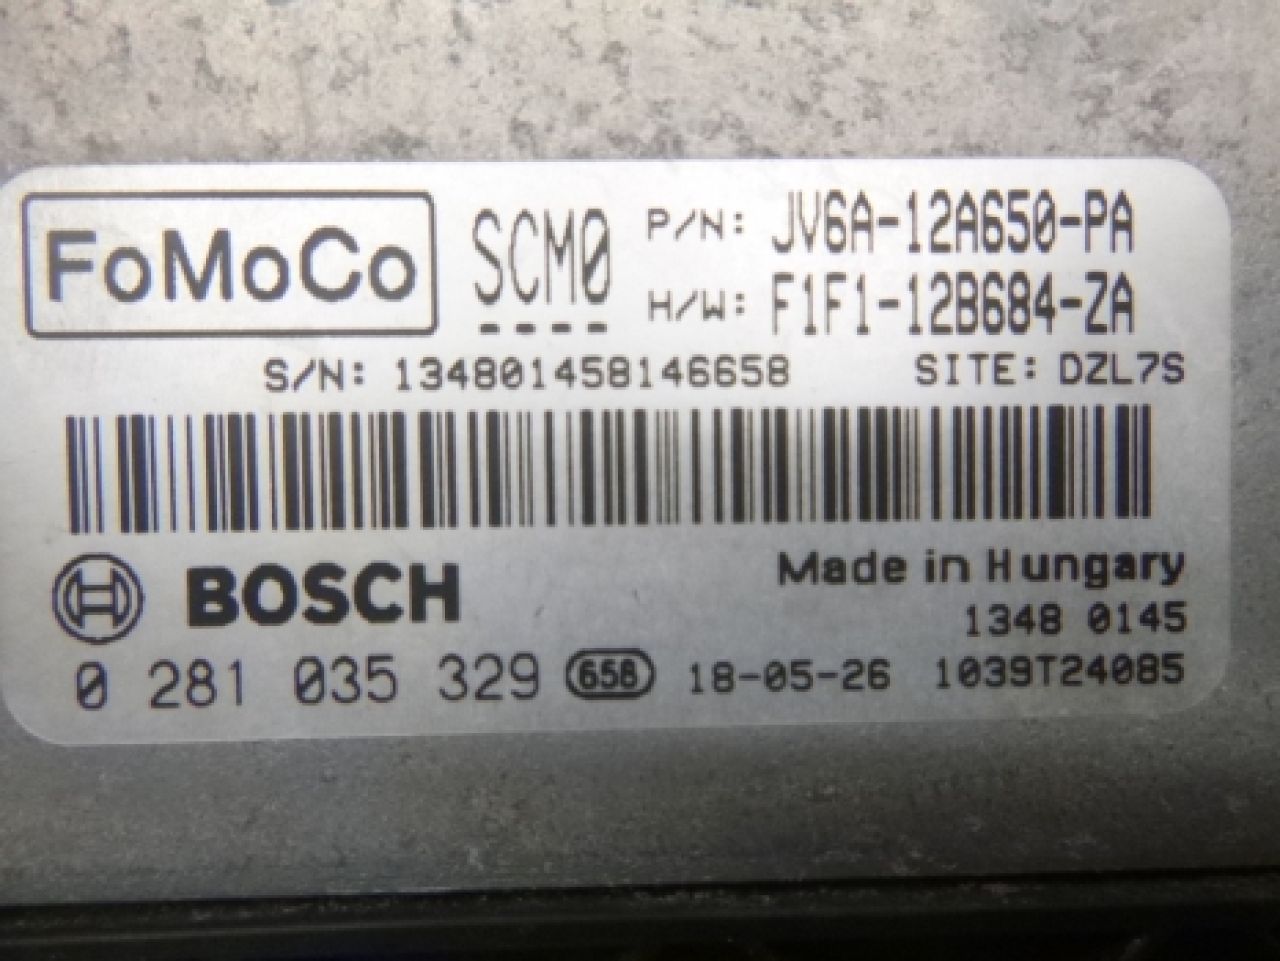 FoMoCo SCM0 P/N: JV6A-12A650-PA
H/W: F1F1-12B684-ZA
S/N: 134801458146658 SITE: DZL7S
BOSCH Made in Hungary
1348 0145
0 281 035 329 658 18-05-26 1039T24085